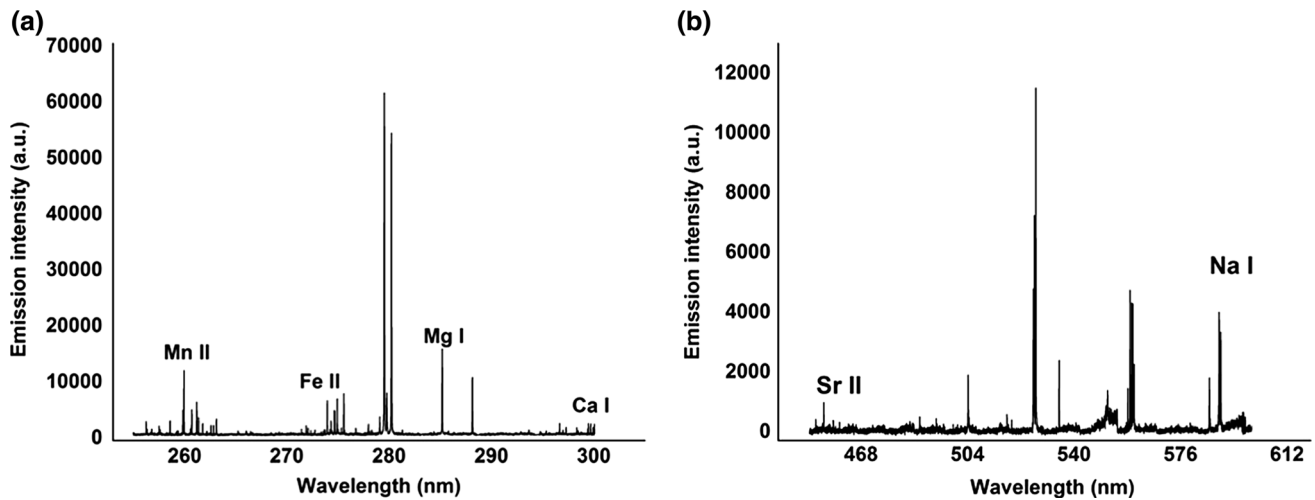 (a)
70000
60000
50000
40000
30000
20000
10000
0
Emission intensity (a.u.)
Mn II
Fe II
Mg I
Ca I
260
270
280
290
300
Wavelength (nm)
(b)
12000
10000
8000
6000
4000
2000
0
Emission intensity (a.u.)
Sr II
Na I
468
504
540
576
612
Wavelength (nm)